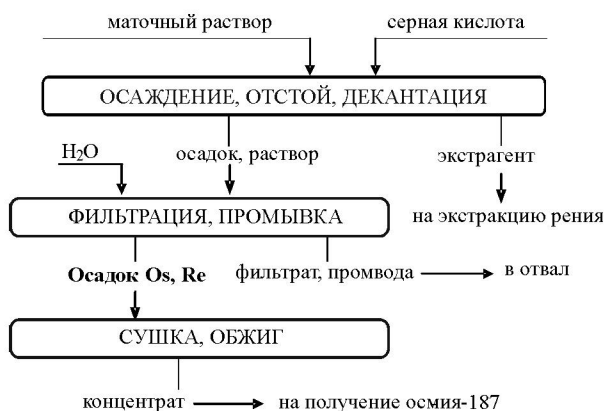 маточный раствор серная кислота
ОСАЖДЕНИЕ, ОТСТОЙ, ДЕКАНТАЦИЯ
H2O осадок, раствор экстрагент
ФИЛЬТРАЦИЯ, ПРОМЫВКА на экстракцию рения
Осадок Os, Re фильтрат, промвода в отвал
СУШКА, ОБЖИГ
концентрат на получение осмия-187